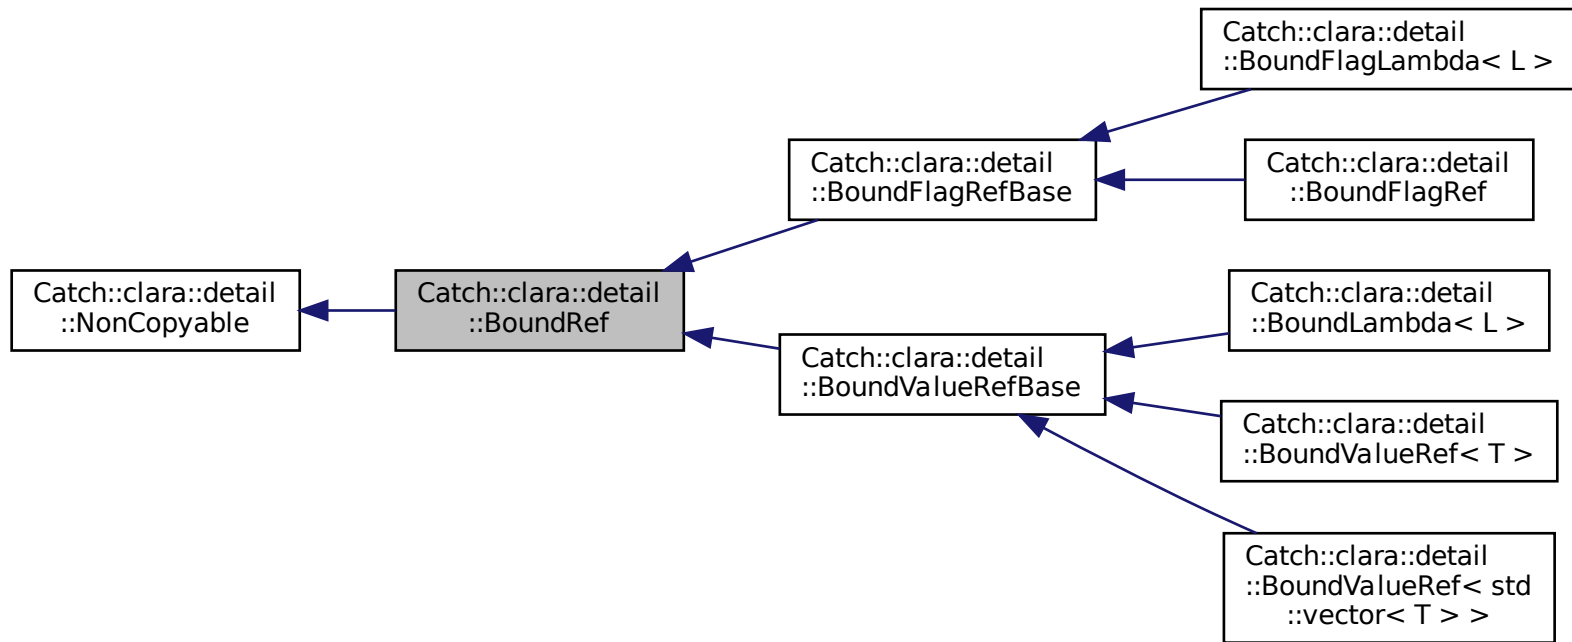 Catch::clara::detail
::BoundFlagLambda< L >
Catch::clara::detail
::BoundFlagRefBase
Catch::clara::detail
::BoundFlagRef
Catch::clara::detail
::NonCopyable
Catch::clara::detail
::BoundRef
Catch::clara::detail
::BoundLambda< L >
Catch::clara::detail
::BoundValueRefBase
Catch::clara::detail
::BoundValueRef< T >
Catch::clara::detail
::BoundValueRef< std
::vector< T > >